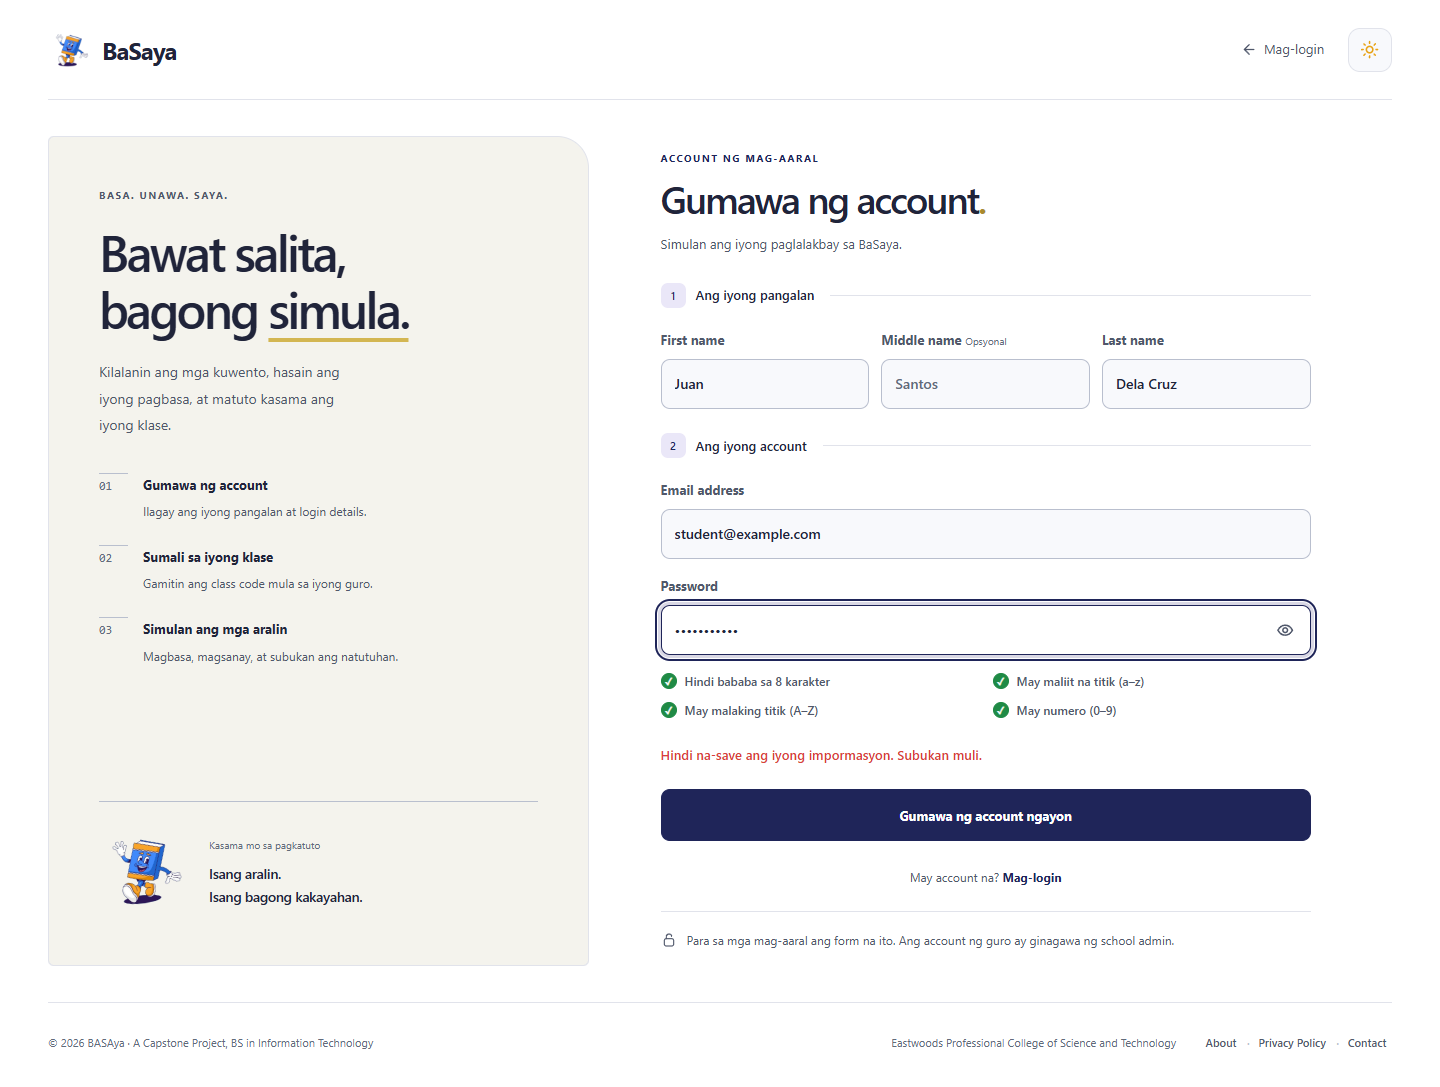 BaSaya
Mag-login
BASA. UNAWA. SAYA.
Bawat salita,
bagong simula.
Kilalanin ang mga kuwento, hasain ang
iyong pagbasa, at matuto kasama ang
iyong klase.
01 Gumawa ng account
Ilagay ang iyong pangalan at login details.
02 Sumali sa iyong klase
Gamitin ang class code mula sa iyong guro.
03 Simulan ang mga aralin
Magbasa, magsanay, at subukan ang natutuhan.
Kasama mo sa pagkatuto
Isang aralin.
Isang bagong kakayahan.
ACCOUNT NG MAG-AARAL
Gumawa ng account.
Simulan ang iyong paglalakbay sa BaSaya.
1 Ang iyong pangalan
First name Middle name Opsyonal Last name
Juan Santos Dela Cruz
2 Ang iyong account
Email address
student@example.com
Password
•••••••••••
Hindi bababa sa 8 karakter May maliit na titik (a–z)
May malaking titik (A–Z) May numero (0–9)
Hindi na-save ang iyong impormasyon. Subukan muli.
Gumawa ng account ngayon
May account na? Mag-login
Para sa mga mag-aaral ang form na ito. Ang account ng guro ay ginagawa ng school admin.
© 2026 BASAya · A Capstone Project, BS in Information Technology
Eastwoods Professional College of Science and Technology About · Privacy Policy · Contact